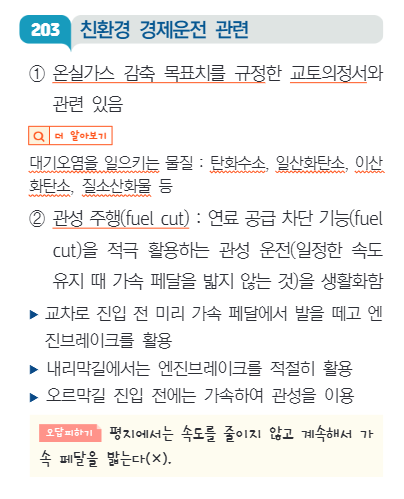 203 친환경 경제운전 관련
① 온실가스 감축 목표치를 규정한 교토의정서와
관련 있음
더 알아보기
대기오염을 일으키는 물질 : 탄화수소, 일산화탄소, 이산
화탄소, 질소산화물 등
② 관성 주행(fuel cut) : 연료 공급 차단 기능(fuel
cut)을 적극 활용하는 관성 운전(일정한 속도
유지 때 가속 페달을 밟지 않는 것)을 생활화함
▶ 교차로 진입 전 미리 가속 페달에서 발을 떼고 엔
진브레이크를 활용
▶ 내리막길에서는 엔진브레이크를 적절히 활용
▶ 오르막길 진입 전에는 가속하여 관성을 이용
오답피하기 평지에서는 속도를 줄이지 않고 계속해서 가
속 페달을 밟는다(×).